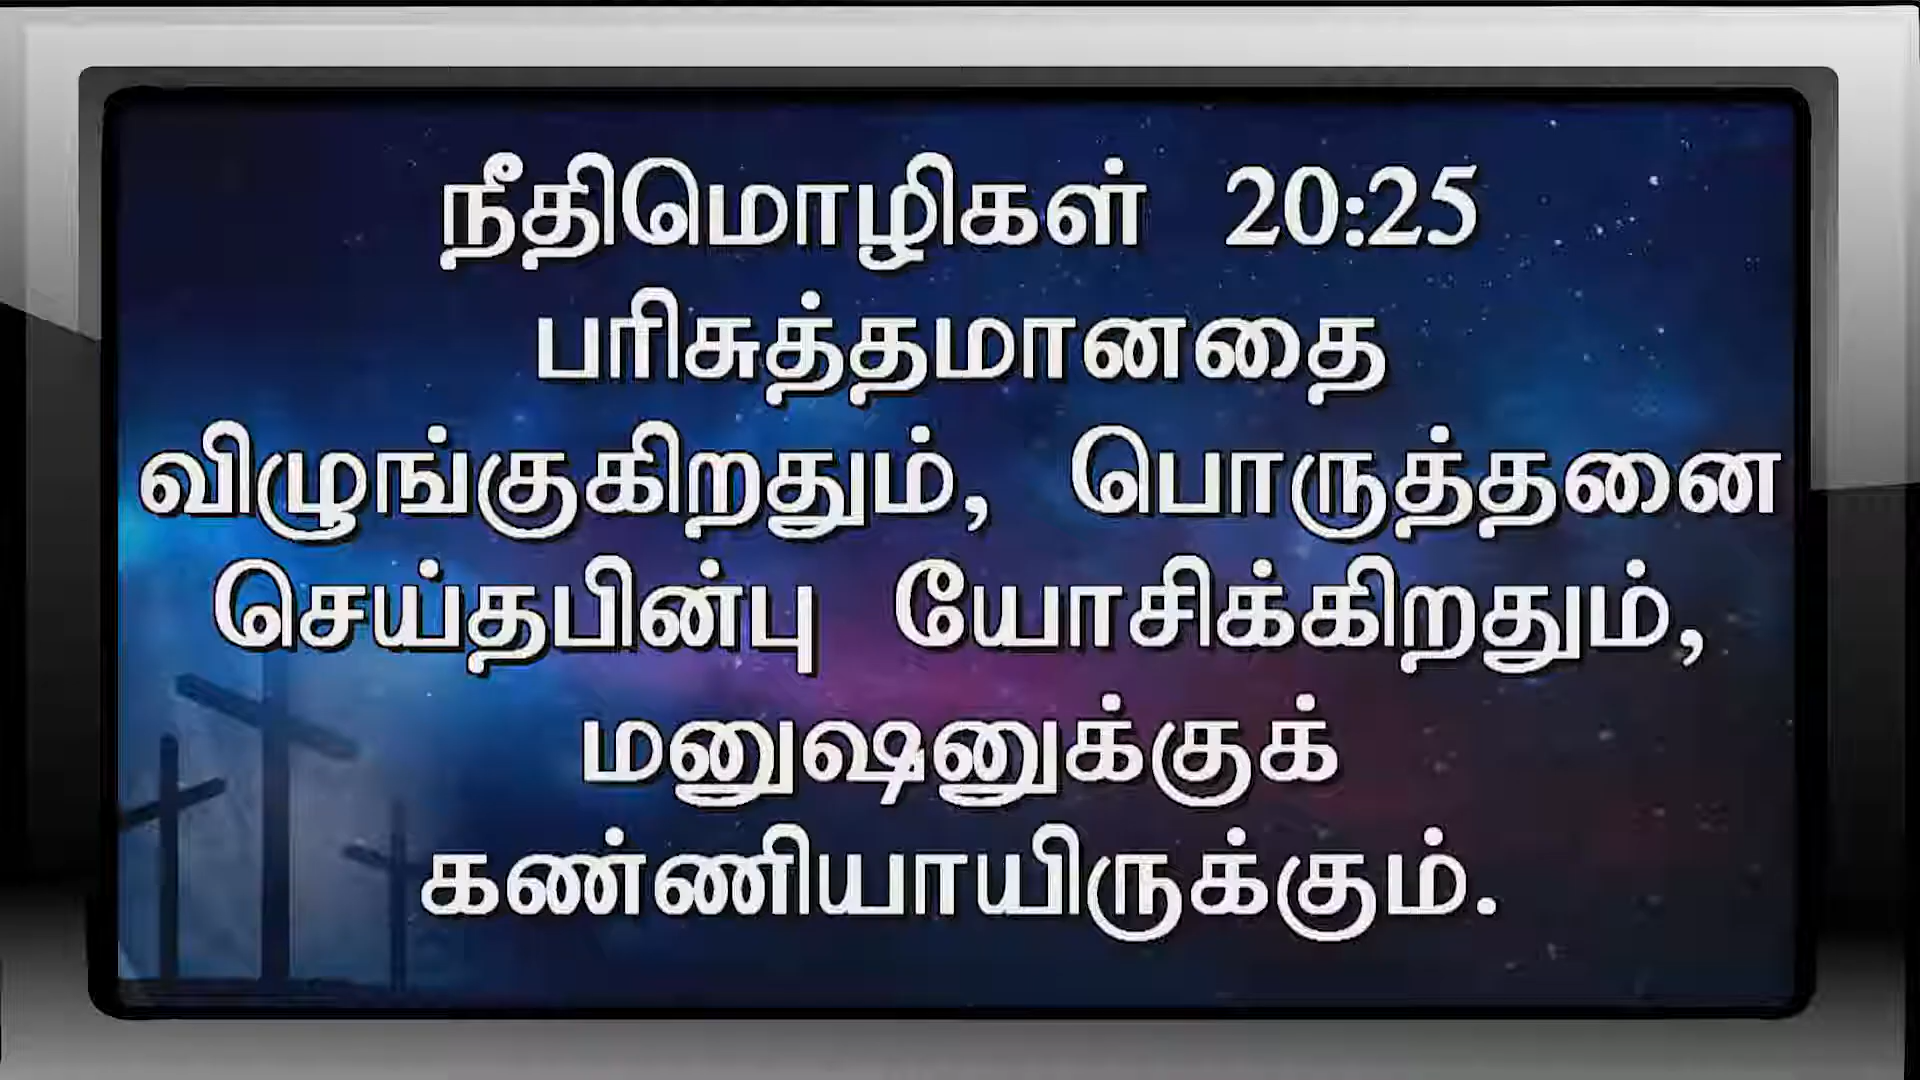 நீதிமொழிகள் 20:25
பரிசுத்தமானதை
விழுங்குகிறதும், பொருத்தனை
செய்தபின்பு யோசிக்கிறதும்,
மனுஷனுக்குக்
கண்ணியாயிருக்கும்.